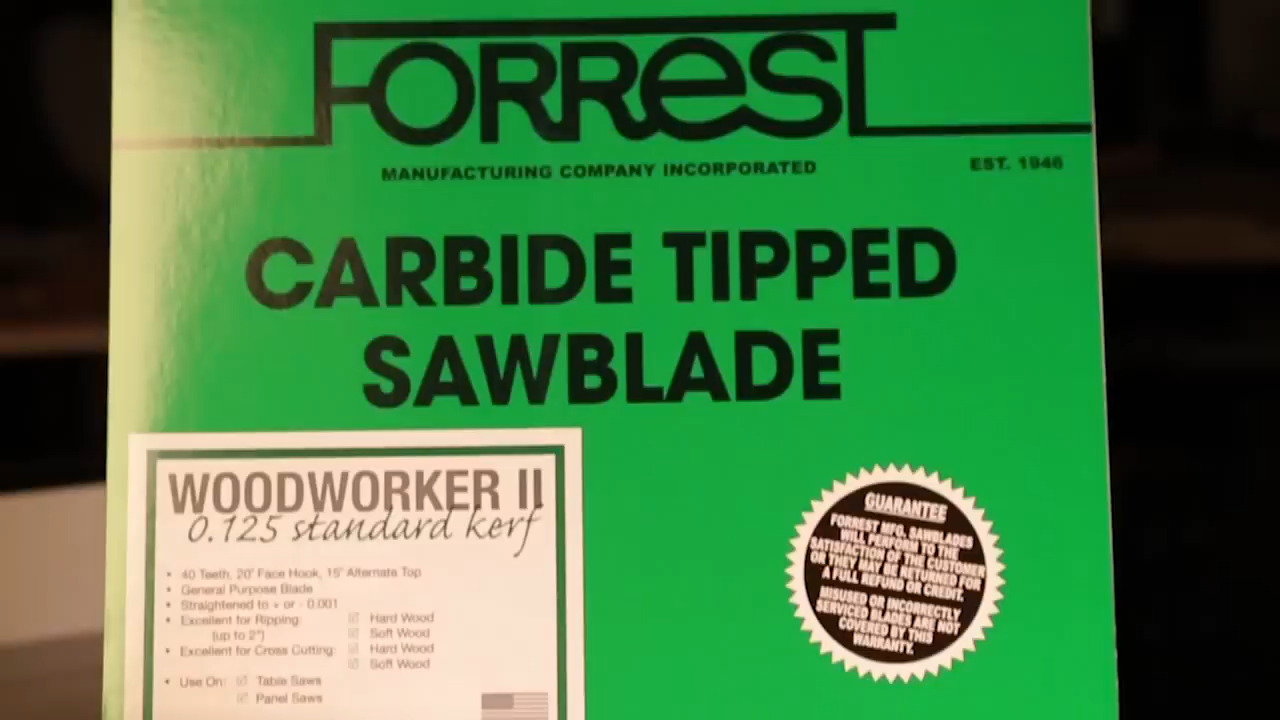 FORREST
MANUFACTURING COMPANY INCORPORATED
EST. 1946
CARBIDE TIPPED
SAWBLADE
WOODWORKER II
0.125 standard kerf
• 40 Teeth, 20° Face Hook, 15° Alternate Top
• General Purpose Blade
• Straightened to + or - 0.001
• Excellent for Ripping: ☑ Hard Wood
(up to 2") ☑ Soft Wood
• Excellent for Cross Cutting: ☑ Hard Wood
☑ Soft Wood
• Use On: ☑ Table Saws
☑ Panel Saws
GUARANTEE
FORREST MFG. SAWBLADES
WILL PERFORM TO THE
SATISFACTION OF THE CUSTOMER
OR THEY MAY BE RETURNED FOR
A FULL REFUND OR CREDIT.
MISUSED OR INCORRECTLY
SERVICED BLADES ARE NOT
COVERED BY THIS
WARRANTY.